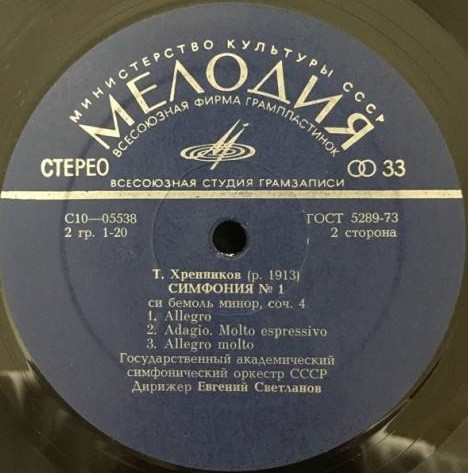 МИНИСТЕРСТВО КУЛЬТУРЫ СССР
МЕЛОДИЯ
ВСЕСОЮЗНАЯ ФИРМА ГРАМПЛАСТИНОК
СТЕРЕО 33
ВСЕСОЮЗНАЯ СТУДИЯ ГРАМЗАПИСИ
С10—05538 ГОСТ 5289-73
2 гр. 1-20 2 сторона
Т. Хренников (р. 1913)
СИМФОНИЯ № 1
си бемоль минор, соч. 4
1. Allegro
2. Adagio. Molto espressivo
3. Allegro molto
Государственный академический
симфонический оркестр СССР
Дирижер Евгений Светланов